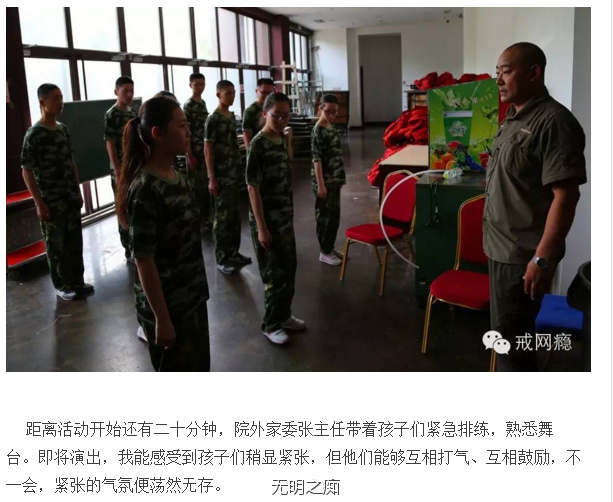 戒网瘾
距离活动开始还有二十分钟，院外家委张主任带着孩子们紧急排练，熟悉舞
台。即将演出，我能感受到孩子们稍显紧张，但他们能够互相打气、互相鼓励，不
一会，紧张的气氛便荡然无存。
无明之痴